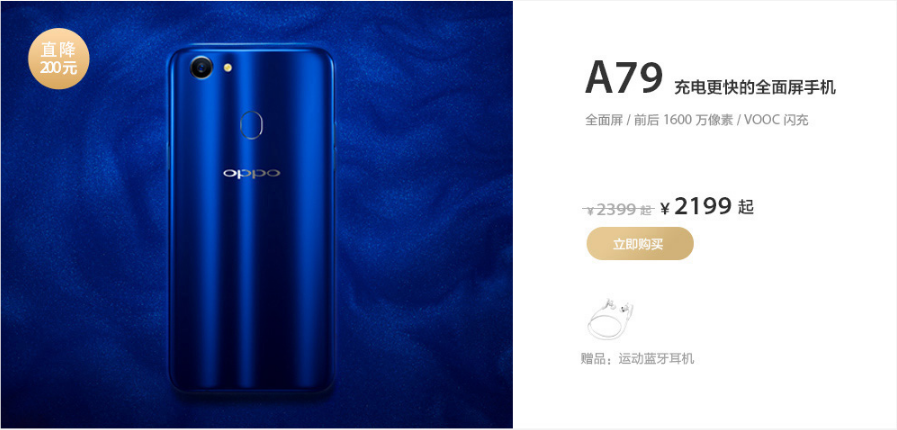 直降
200元
oppo
A79 充电更快的全面屏手机
全面屏 / 前后 1600 万像素 / VOOC 闪充
¥ 2399 起 ¥ 2199 起
立即购买
赠品：运动蓝牙耳机